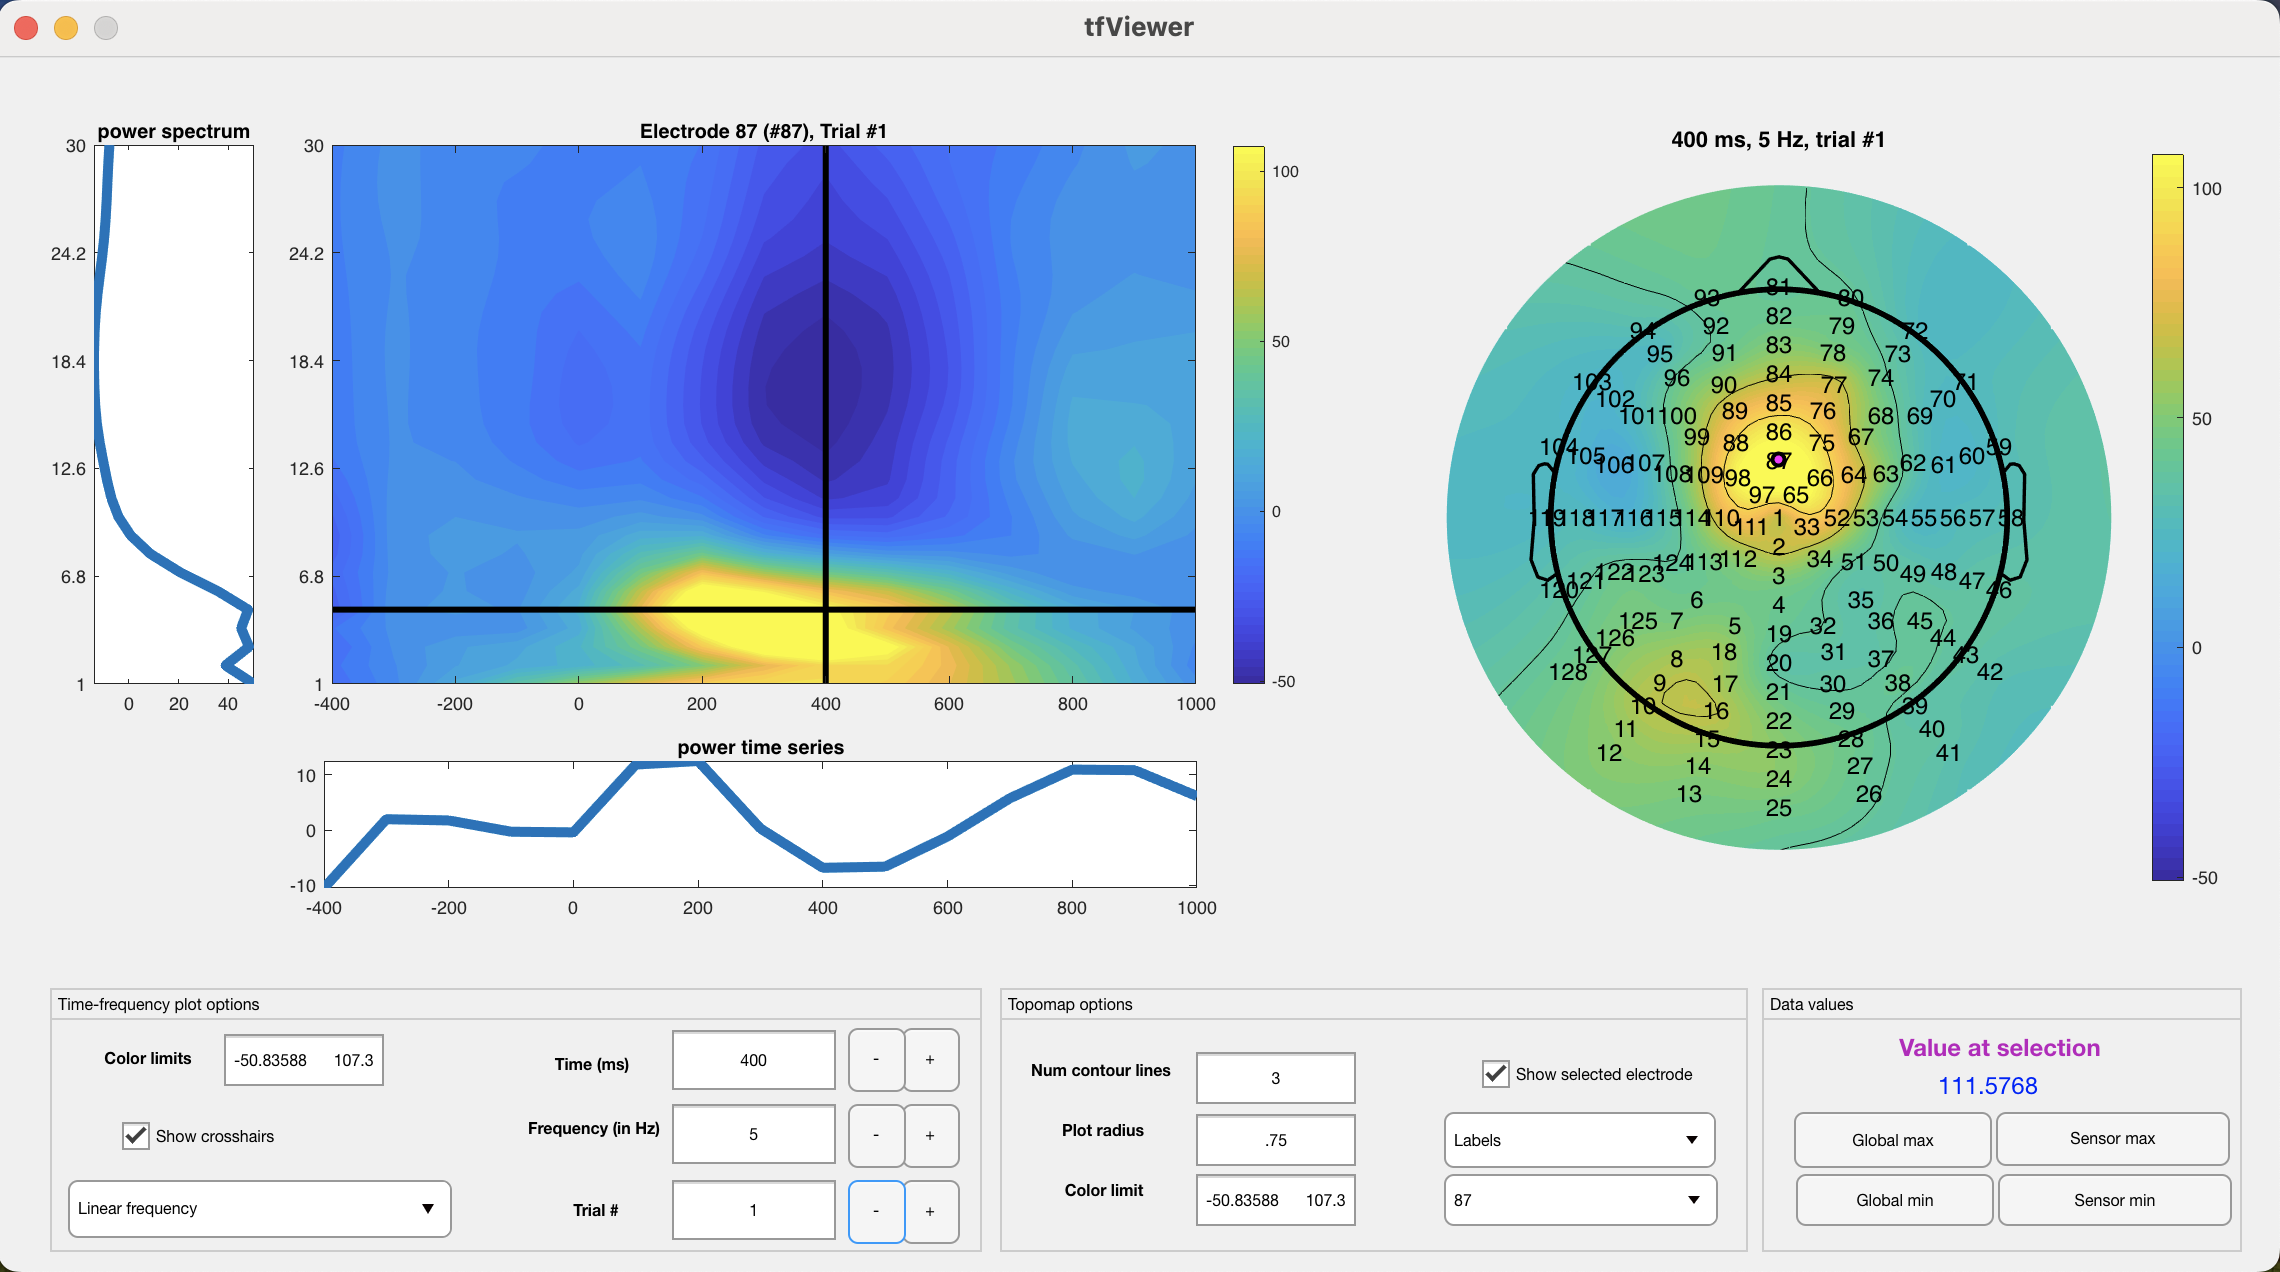 tfViewer
power spectrum
30
24.2
18.4
12.6
6.8
1
0 20 40
Electrode 87 (#87), Trial #1
30
24.2
18.4
12.6
6.8
1
-400 -200 0 200 400 600 800 1000
100
50
0
-50
power time series
10
0
-10
-400 -200 0 200 400 600 800 1000
400 ms, 5 Hz, trial #1
81
93 80
82
94 92 79 72
83
95 91 78 73
84
103 96 90 77 74 71
102 85 70
101 100 89 76 68 69
86
99 88 75 67
104 105 106 107 87 62 61 60 59
108 109 98 66 64 63
97 65
119 118 117 116 115 114 110 1 52 53 54 55 56 57 58
111 33
2
124 113 112 34 51 50
120 121 122 123 3 49 48 47 46
6 4 35
125 7 5 32 36 45
126 19 44
127 8 18 20 31 37 43
128 42
9 17 21 30 38
10 16 22 29 39
11 40
12 15 23 28 41
14 24 27
13 25 26
100
50
0
-50
Time-frequency plot options
Color limits -50.83588 107.3
Time (ms) 400 - +
Show crosshairs
Frequency (in Hz) 5 - +
Linear frequency
Trial # 1 - +
Topomap options
Num contour lines 3
Show selected electrode
Plot radius .75
Labels
Color limit -50.83588 107.3
87
Data values
Value at selection
111.5768
Global max Sensor max
Global min Sensor min